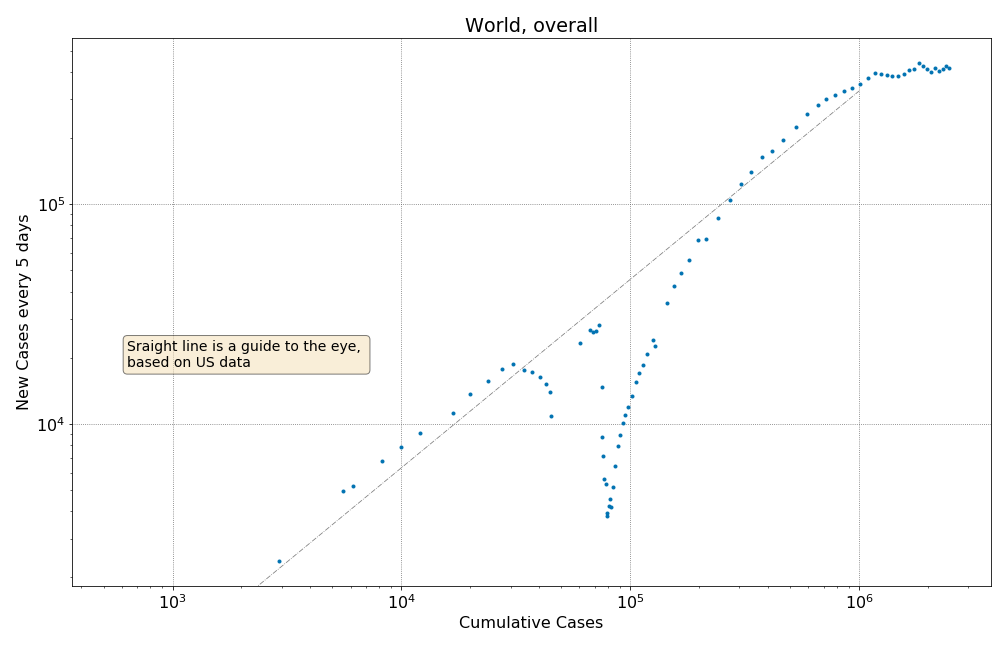 World, overall
New Cases every 5 days
10^5
10^4
Sraight line is a guide to the eye,
based on US data
10^3 10^4 10^5 10^6
Cumulative Cases